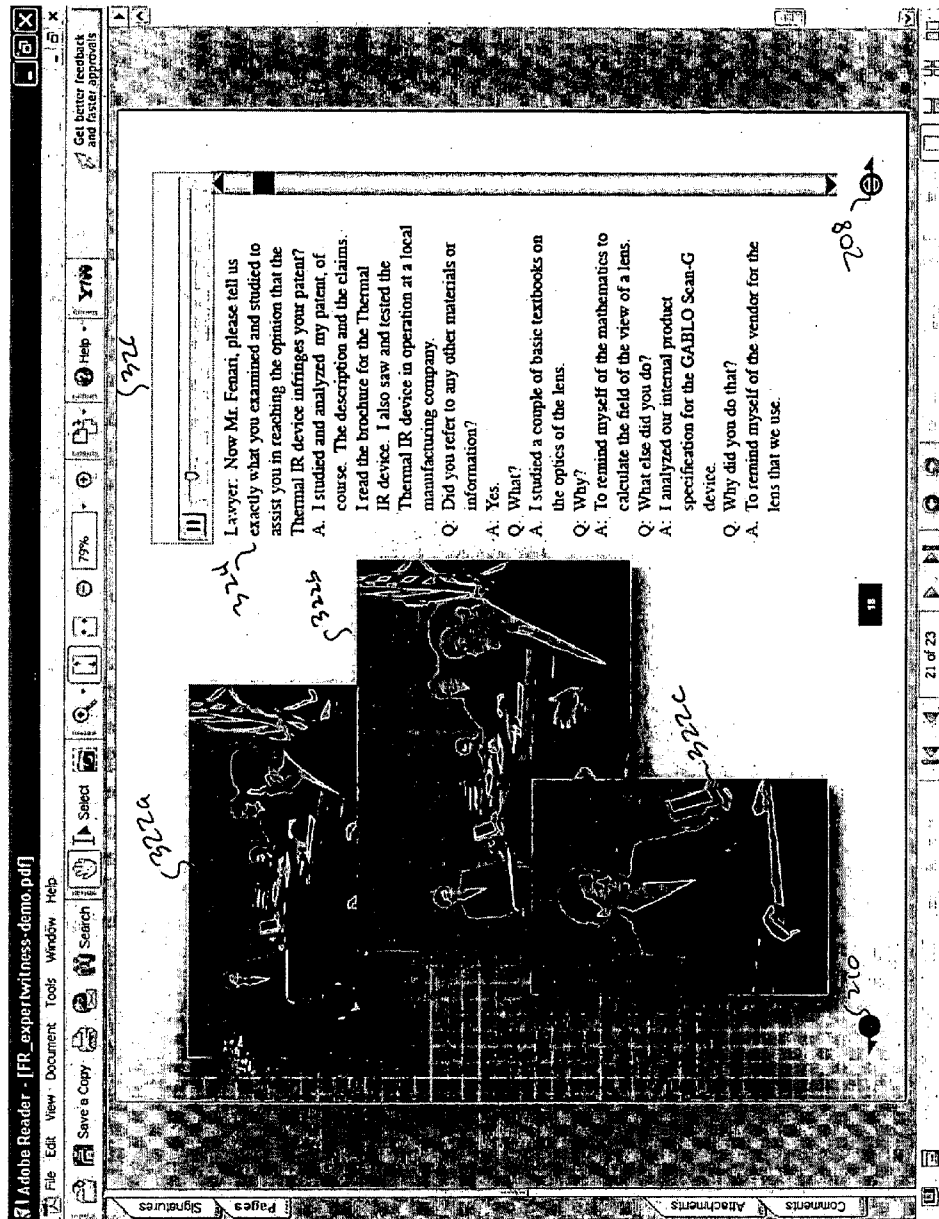 Adobe Reader - [FR_expertwitness-demo.pdf]
File Edit View Document Tools Window Help
Save a Copy Search Select 79% Help Y!
Get better feedback
and faster approvals
Signatures
Pages
Attachments
Comments
322a
322b
322c
324
326
Lawyer: Now Mr. Fenari, please tell us
exactly what you examined and studied to
assist you in reaching the opinion that the
Thermal IR device infringes your patent?
A. I studied and analyzed my patent, of
course. The description and the claims.
I read the brochure for the Thermal
IR device. I also saw and tested the
Thermal IR device in operation at a local
manufacturing company.
Q. Did you refer to any other materials or
information?
A: Yes.
Q. What?
A. I studied a couple of basic textbooks on
the optics of the lens.
Q: Why?
A: To remind myself of the mathematics to
calculate the field of the view of a lens.
Q: What else did you do?
A: I analyzed our internal product
specification for the GABLO Scan-G
device.
Q. Why did you do that?
A. To remind myself of the vendor for the
lens that we use.
18
210
208
21 of 23